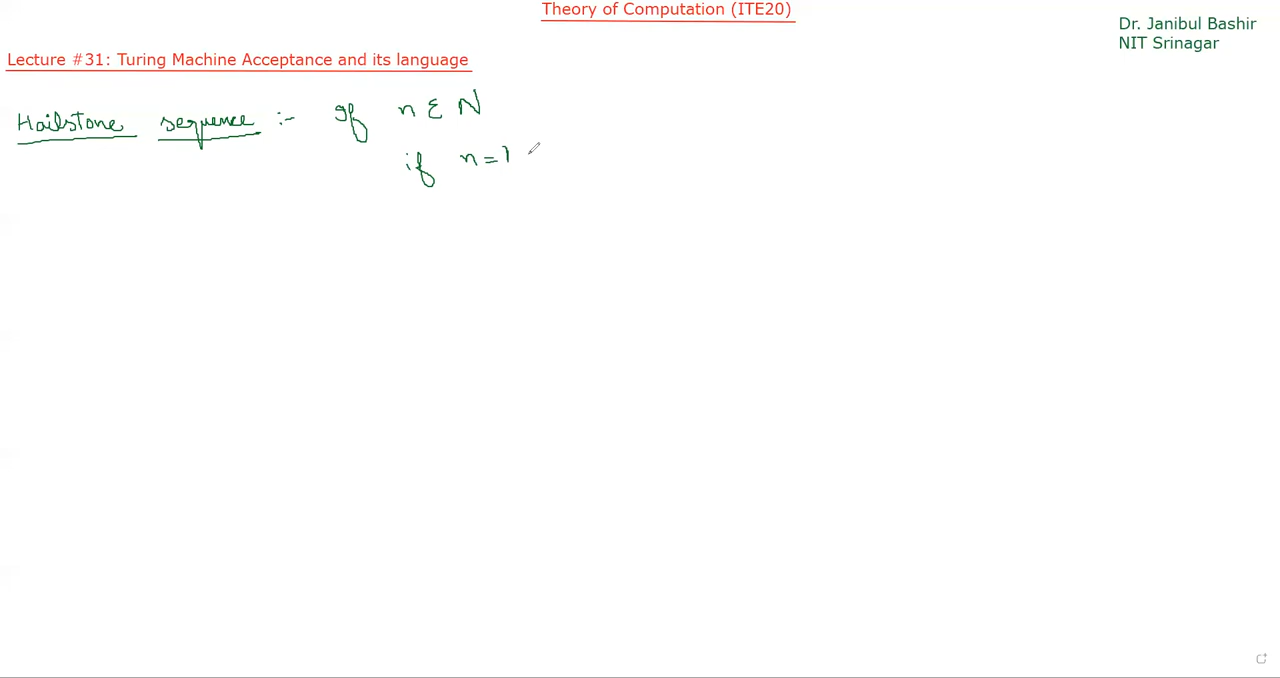 Theory of Computation (ITE20)
Dr. Janibul Bashir
NIT Srinagar
Lecture #31: Turing Machine Acceptance and its language
Hailstone sequence :- If n ∈ N
if n=1